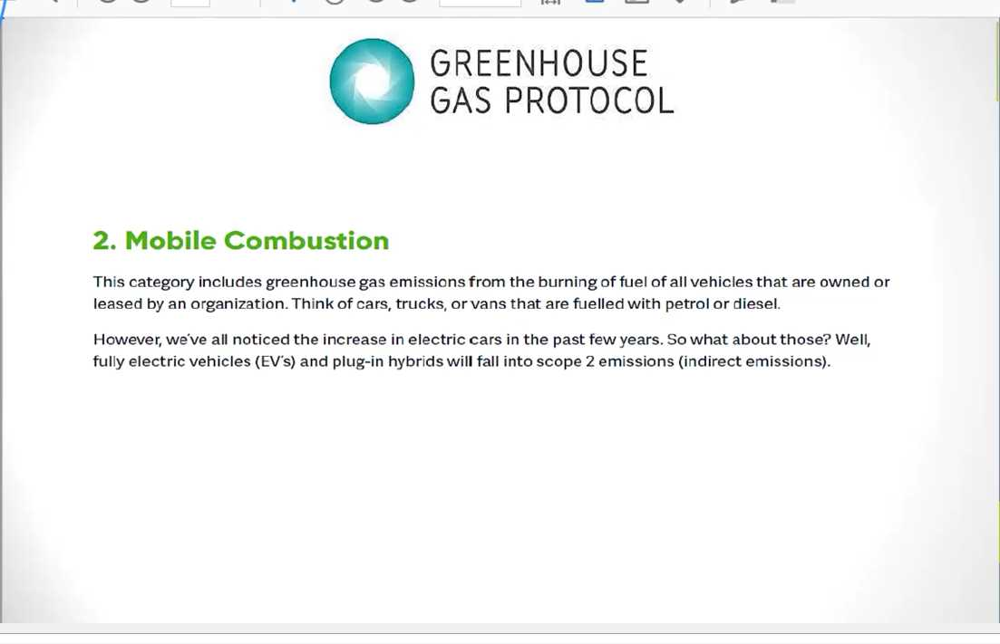 GREENHOUSE
GAS PROTOCOL
2. Mobile Combustion
This category includes greenhouse gas emissions from the burning of fuel of all vehicles that are owned or
leased by an organization. Think of cars, trucks, or vans that are fuelled with petrol or diesel.
However, we've all noticed the increase in electric cars in the past few years. So what about those? Well,
fully electric vehicles (EV's) and plug-in hybrids will fall into scope 2 emissions (indirect emissions).